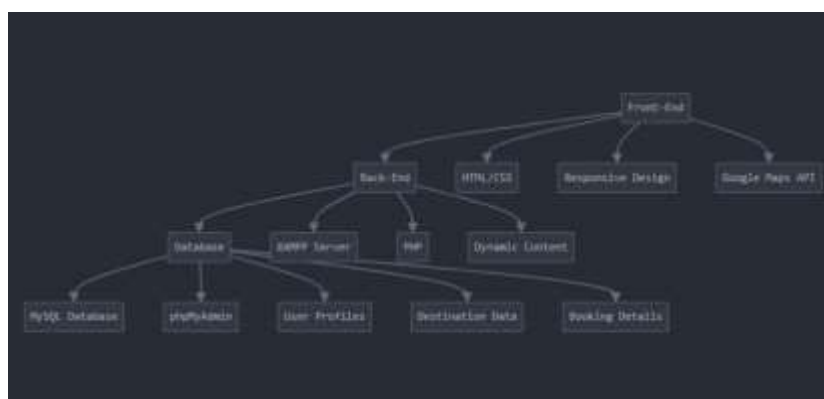 Front-End
Back-End
HTML/CSS
Responsive Design
Google Maps API
Database
XAMPP Server
PHP
Dynamic Content
MySQL Database
phpMyAdmin
User Profiles
Destination Data
Booking Details